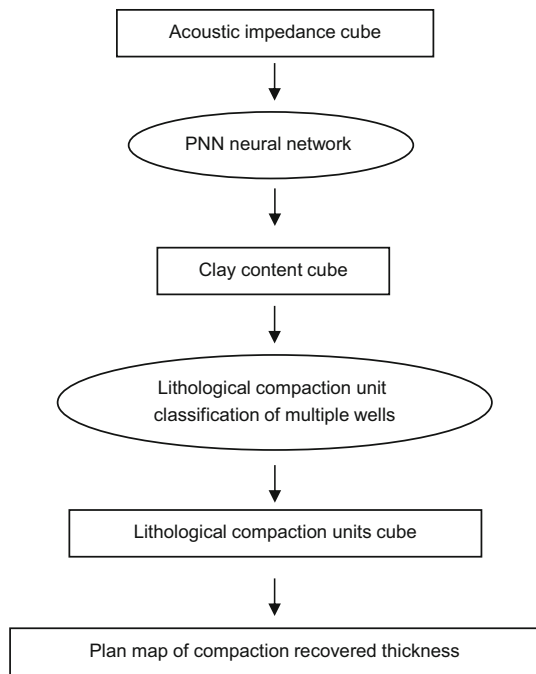 Acoustic impedance cube
PNN neural network
Clay content cube
Lithological compaction unit
classification of multiple wells
Lithological compaction units cube
Plan map of compaction recovered thickness